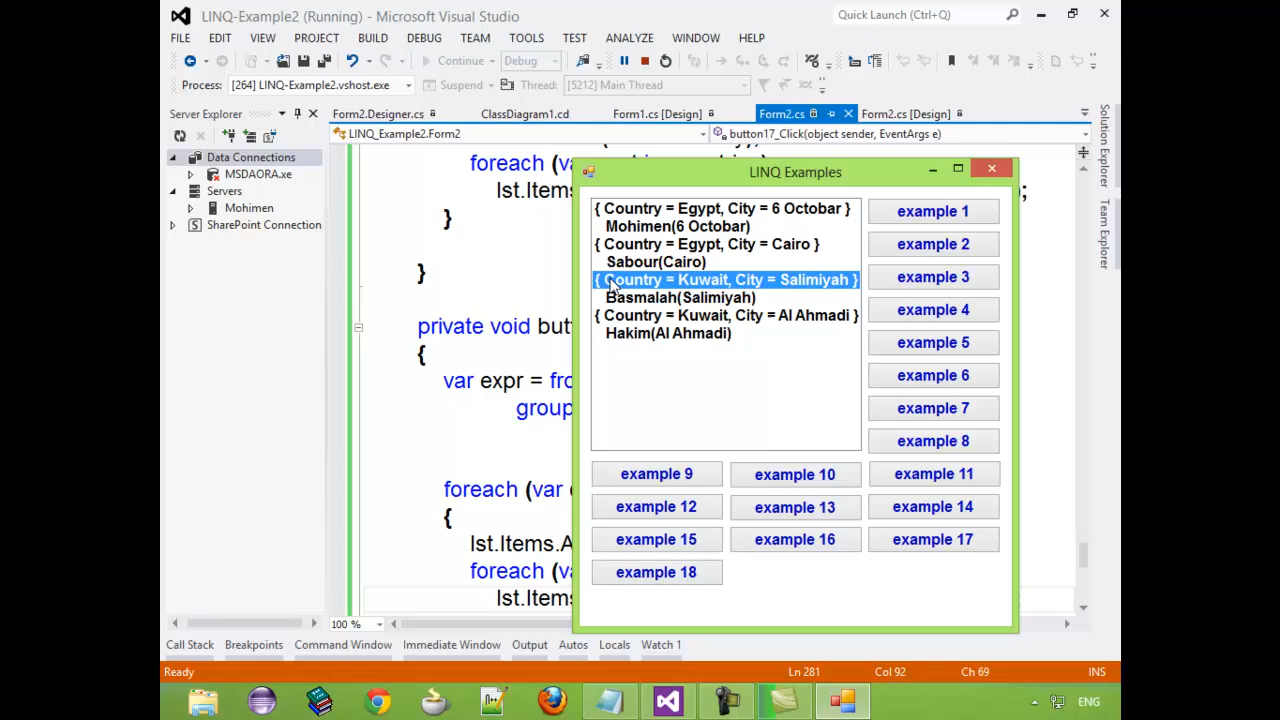 LINQ-Example2 (Running) - Microsoft Visual Studio
Quick Launch (Ctrl+Q)
FILE EDIT VIEW PROJECT BUILD DEBUG TEAM TOOLS TEST ANALYZE WINDOW HELP
Continue Debug
Process: [264] LINQ-Example2.vshost.exe Suspend Thread: [5212] Main Thread
Server Explorer
Form2.Designer.cs ClassDiagram1.cd Form1.cs [Design] Form2.cs Form2.cs [Design]
LINQ_Example2.Form2 button17_Click(object sender, EventArgs e)
Data Connections
MSDAORA.xe
Servers
Mohimen
SharePoint Connection
foreach (va
lst.Items
}
}
private void but
{
var expr = fro
group
foreach (var
{
lst.Items.A
foreach (va
lst.Items
LINQ Examples
{ Country = Egypt, City = 6 Octobar }
Mohimen(6 Octobar)
{ Country = Egypt, City = Cairo }
Sabour(Cairo)
{ Country = Kuwait, City = Salimiyah }
Basmalah(Salimiyah)
{ Country = Kuwait, City = Al Ahmadi }
Hakim(Al Ahmadi)
example 1
example 2
example 3
example 4
example 5
example 6
example 7
example 8
example 9 example 10 example 11
example 12 example 13 example 14
example 15 example 16 example 17
example 18
Solution Explorer
Team Explorer
100 %
Call Stack Breakpoints Command Window Immediate Window Output Autos Locals Watch 1
Ready Ln 281 Col 92 Ch 69 INS
ENG